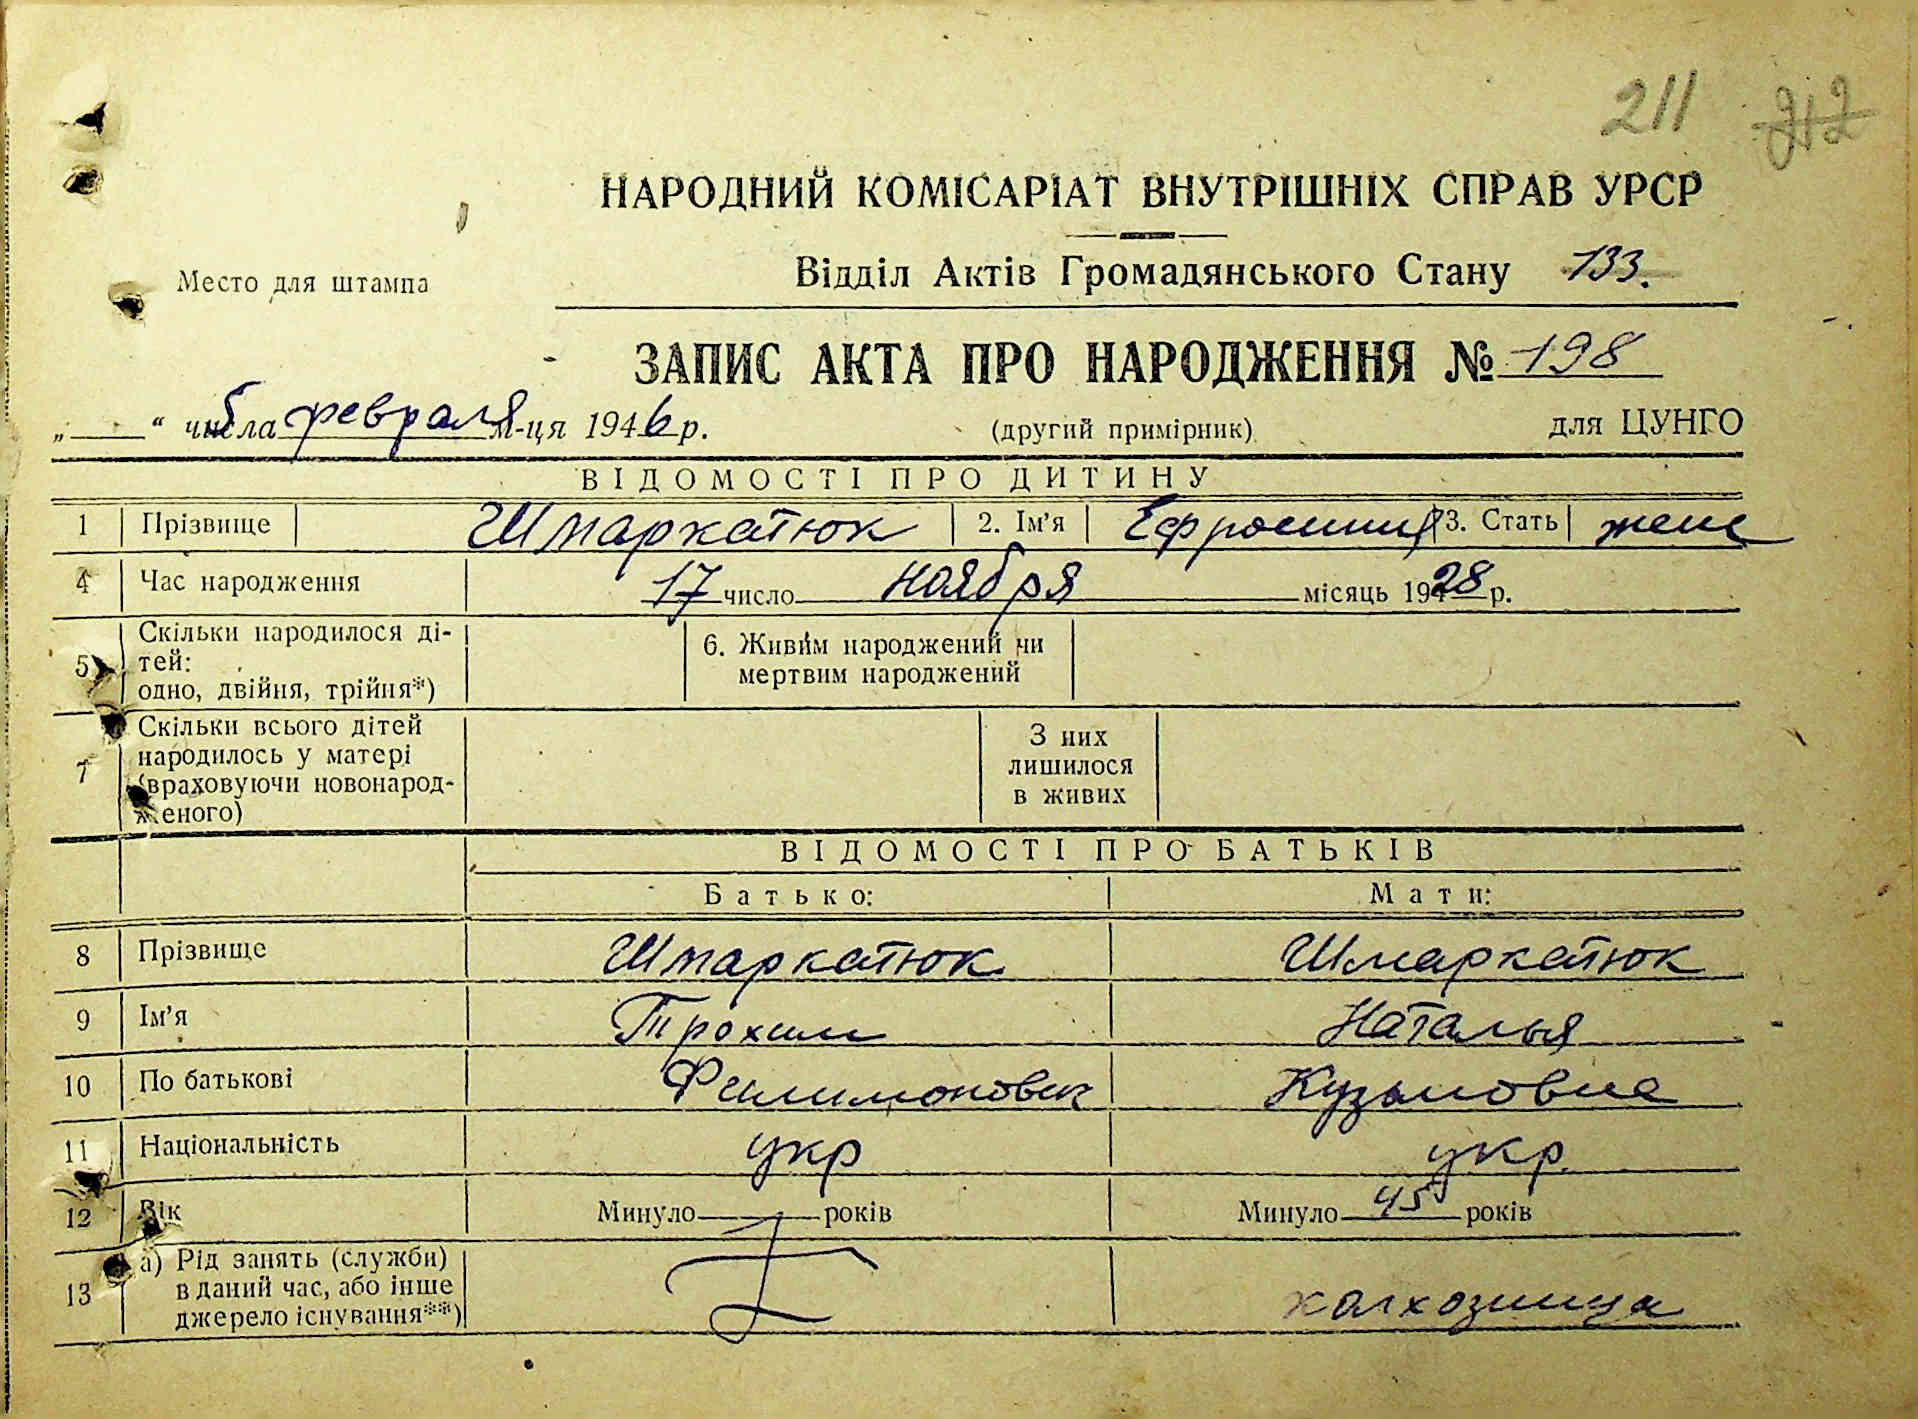 211 212
НАРОДНИЙ КОМІСАРІАТ ВНУТРІШНІХ СПРАВ УРСР
Место для штампа
Відділ Актів Громадянського Стану 133.
ЗАПИС АКТА ПРО НАРОДЖЕННЯ № 198
„ “ числа февраля м-ця 1946 р. (другий примірник) для ЦУНГО
ВІДОМОСТІ ПРО ДИТИНУ
1 Прізвище Шмаркатюк 2. Ім'я Ефросиния 3. Стать женс
4 Час народження 17 число ноября місяць 1928 р.
5 Скільки народилося ді-
тей:
одно, двійня, трійня*)
6. Живим народжений чи
мертвим народжений
7 Скільки всього дітей
народилось у матері
(враховуючи новонарод-
женого)
З них
лишилося
в живих
ВІДОМОСТІ ПРО БАТЬКІВ
Батько: Мати:
8 Прізвище Шмаркатюк Шмаркатюк
9 Ім'я Трохим Наталья
10 По батькові Филимонович Кузьмовна
11 Національність укр укр.
12 Вік Минуло років Минуло 45 років
13 а) Рід занять (служби)
в даний час, або інше
джерело існування**)
колхозница